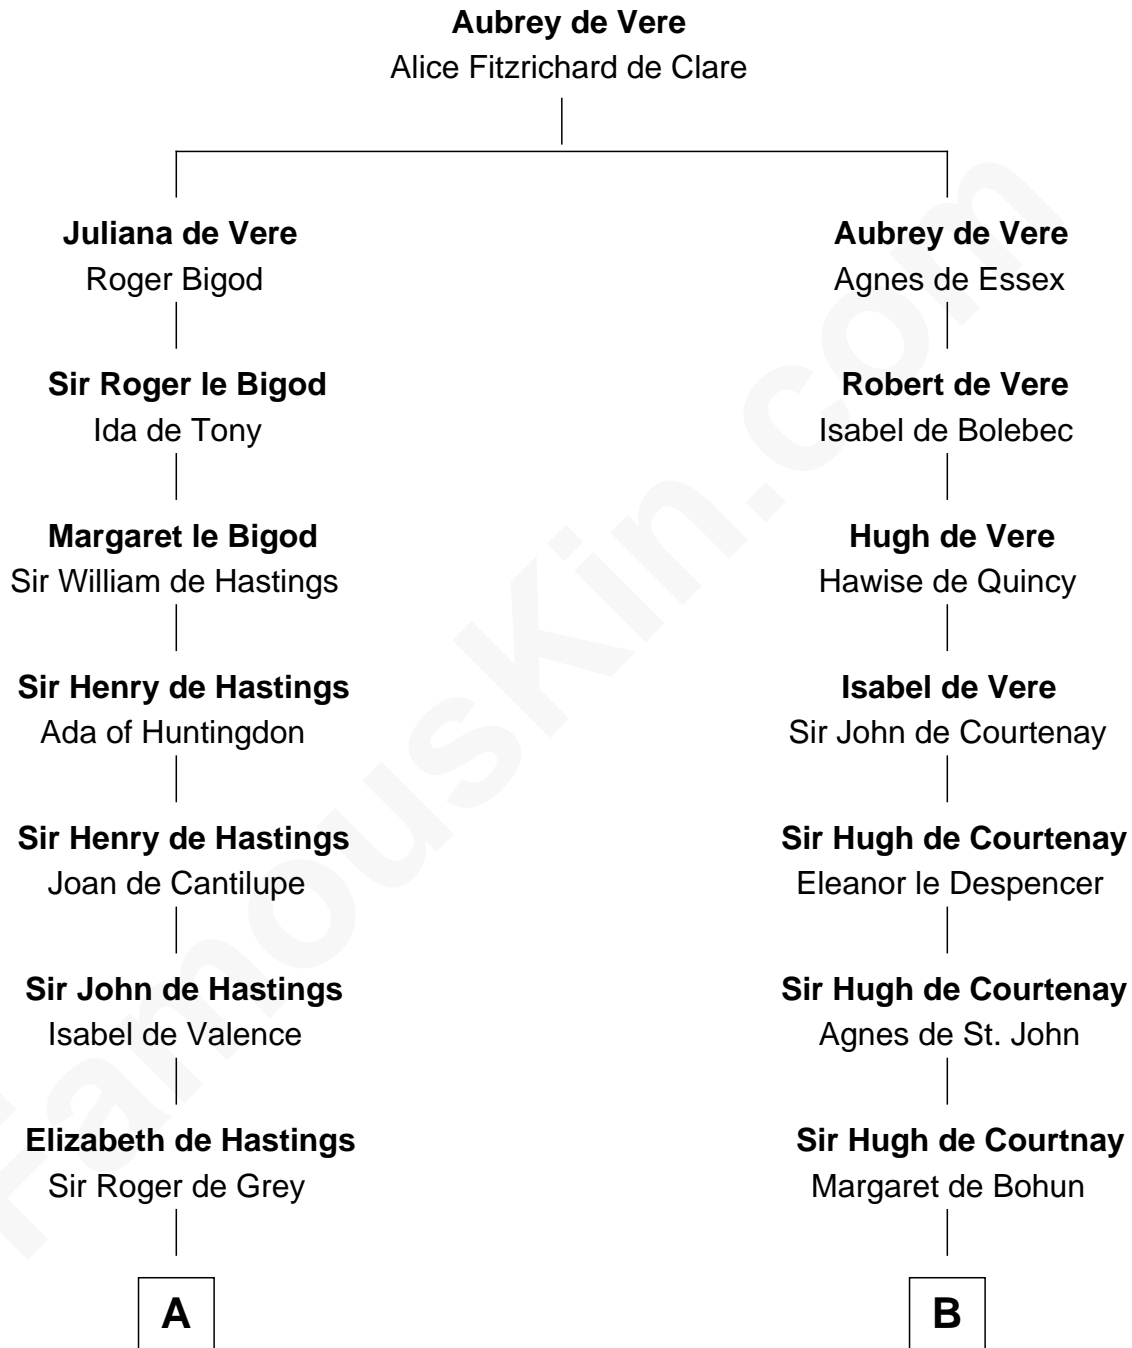 Aubrey de Vere
Alice Fitzrichard de Clare
Juliana de Vere
Roger Bigod
Aubrey de Vere
Agnes de Essex
Sir Roger le Bigod
Ida de Tony
Robert de Vere
Isabel de Bolebec
Margaret le Bigod
Sir William de Hastings
Hugh de Vere
Hawise de Quincy
Sir Henry de Hastings
Ada of Huntingdon
Isabel de Vere
Sir John de Courtenay
Sir Henry de Hastings
Joan de Cantilupe
Sir Hugh de Courtenay
Eleanor le Despencer
Sir John de Hastings
Isabel de Valence
Sir Hugh de Courtenay
Agnes de St. John
Elizabeth de Hastings
Sir Roger de Grey
Sir Hugh de Courtnay
Margaret de Bohun
A
B
FamousKin.com